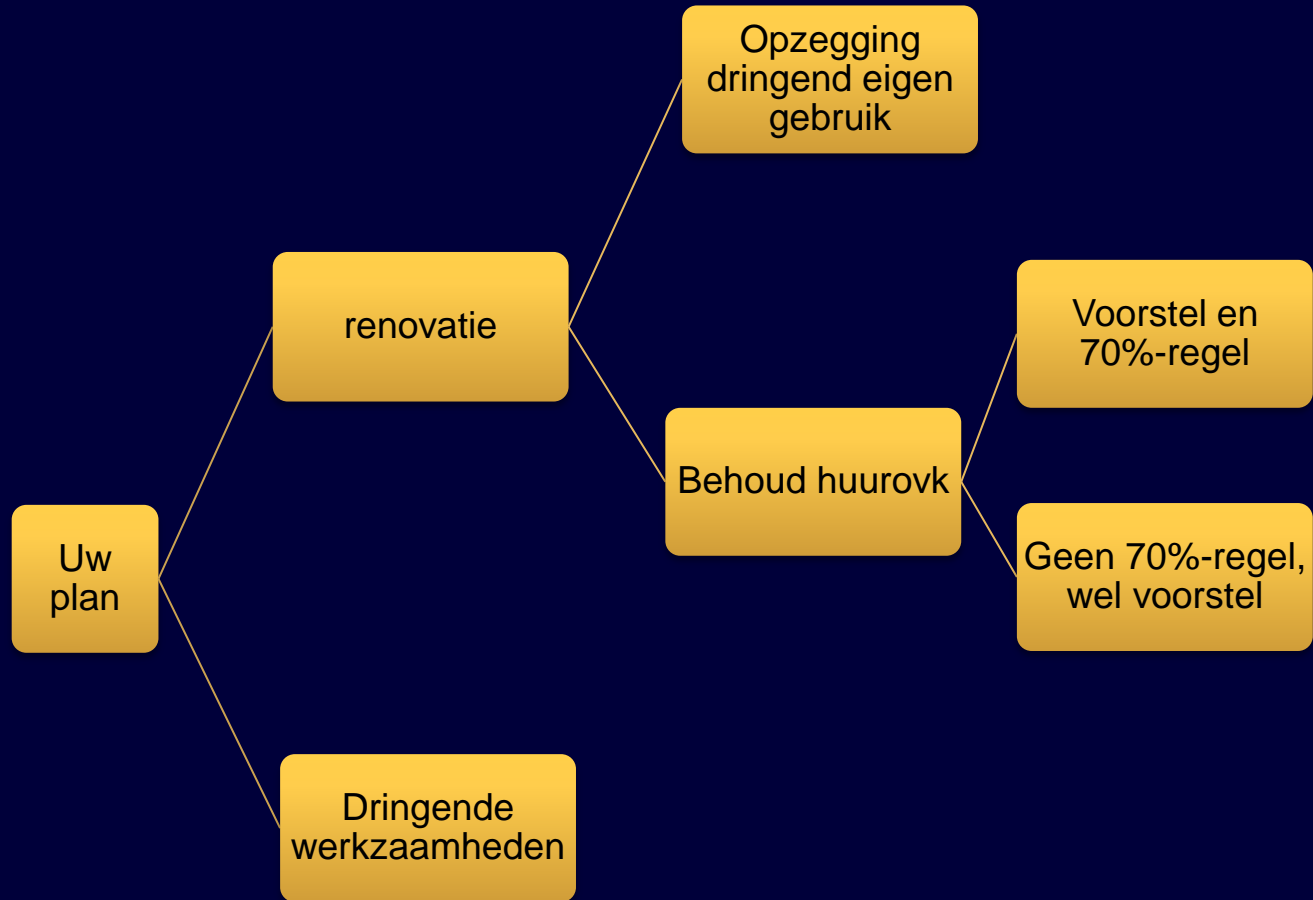 Opzegging
dringend eigen
gebruik
renovatie
Voorstel en
70%-regel
Behoud huurovk
Uw
plan
Geen 70%-regel,
wel voorstel
Dringende
werkzaamheden